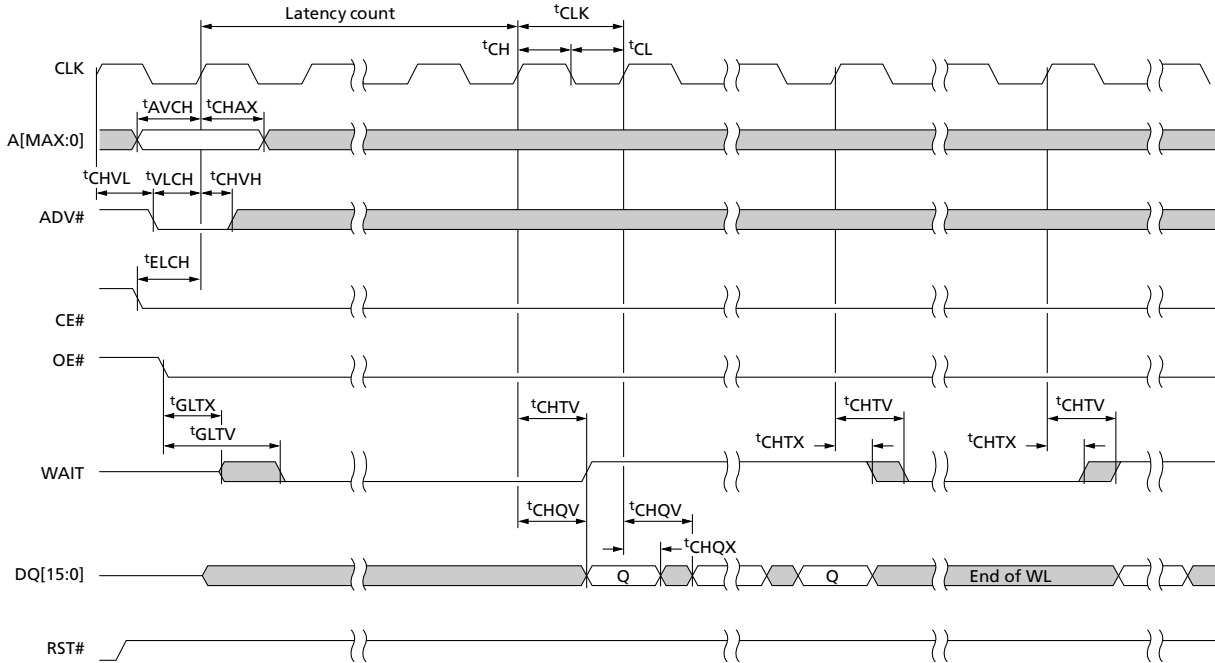 Latency count
tCLK
tCH
tCL
CLK
tAVCH
tCHAX
A[MAX:0]
tCHVL
tVLCH
tCHVH
ADV#
tELCH
CE#
OE#
tGLTX
tCHTV
tCHTV
tCHTV
tGLTV
tCHTX
tCHTX
WAIT
tCHQV
tCHQV
tCHQX
DQ[15:0]
Q
Q
End of WL
RST#